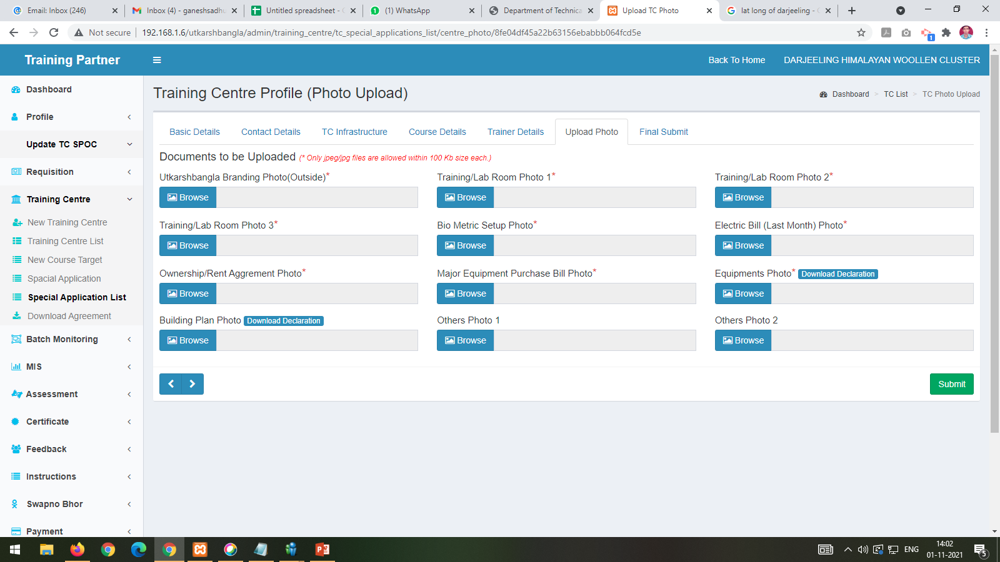 Email: Inbox (246)
Inbox (4) - ganeshsadhu
Untitled spreadsheet -
(1) WhatsApp
Department of Technica
Upload TC Photo
lat long of darjeeling -
Not secure
192.168.1.6/utkarshbangla/admin/training_centre/tc_special_applications_list/centre_photo/8fe04df45a22b63156ebabbb064fcd5e
1
Training Partner
Back To Home
DARJEELING HIMALAYAN WOOLLEN CLUSTER
Dashboard
Profile
Update TC SPOC
Requisition
Training Centre
New Training Centre
Training Centre List
New Course Target
Spacial Application
Special Application List
Download Agreement
Batch Monitoring
MIS
Assessment
Certificate
Feedback
Instructions
Swapno Bhor
Payment
Training Centre Profile (Photo Upload)
Dashboard > TC List > TC Photo Upload
Basic Details
Contact Details
TC Infrastructure
Course Details
Trainer Details
Upload Photo
Final Submit
Documents to be Uploaded (* Only jpeg/jpg files are allowed within 100 Kb size each.)
Utkarshbangla Branding Photo(Outside)*
Training/Lab Room Photo 1*
Training/Lab Room Photo 2*
Browse
Browse
Browse
Training/Lab Room Photo 3*
Bio Metric Setup Photo*
Electric Bill (Last Month) Photo*
Browse
Browse
Browse
Ownership/Rent Aggrement Photo*
Major Equipment Purchase Bill Photo*
Equipments Photo* Download Declaration
Browse
Browse
Browse
Building Plan Photo Download Declaration
Others Photo 1
Others Photo 2
Browse
Browse
Browse
Submit
ENG
14:02
01-11-2021
5